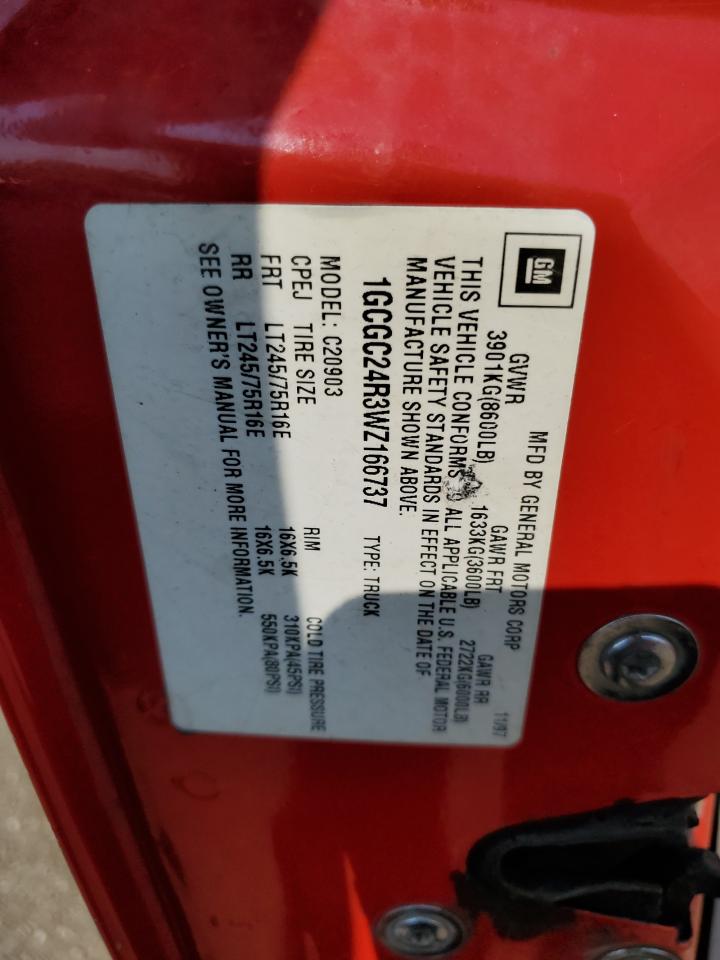 GM
MFD BY GENERAL MOTORS CORP 11/97
GVWR GAWR FRT GAWR RR
3901KG(8600LB) 1633KG(3600LB) 2722KG(6000LB)
THIS VEHICLE CONFORMS ALL APPLICABLE U.S. FEDERAL MOTOR
VEHICLE SAFETY STANDARDS IN EFFECT ON THE DATE OF
MANUFACTURE SHOWN ABOVE.
1GCGC24R3WZ166737 TYPE: TRUCK
MODEL: C20903
CPEJ TIRE SIZE RIM COLD TIRE PRESSURE
FRT LT245/75R16E 16X6.5K 310KPA(45PSI)
RR LT245/75R16E 16X6.5K 550KPA(80PSI)
SEE OWNER'S MANUAL FOR MORE INFORMATION.